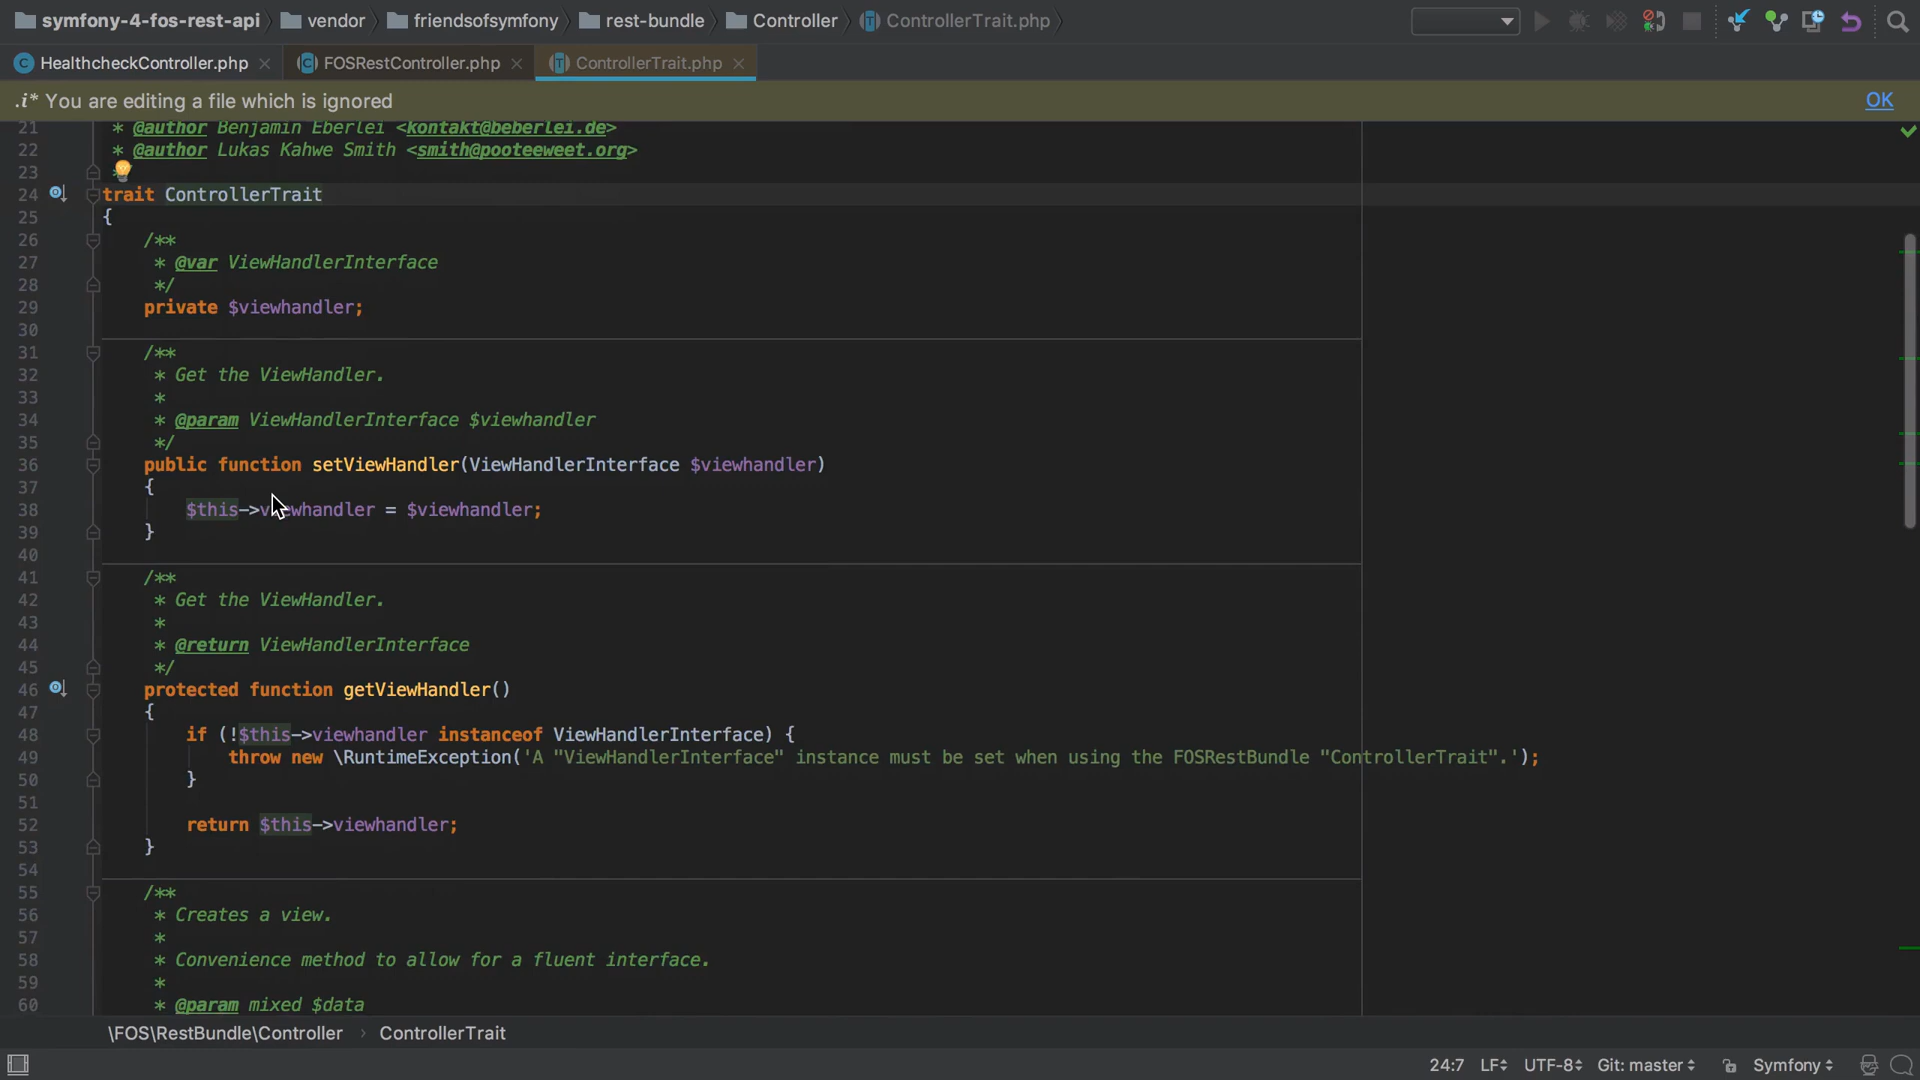 symfony-4-fos-rest-api vendor friendsofsymfony rest-bundle Controller ControllerTrait.php
HealthcheckController.php FOSRestController.php ControllerTrait.php
.i* You are editing a file which is ignored OK
21 * @author Benjamin Eberlei <kontakt@beberlei.de>
22 * @author Lukas Kahwe Smith <smith@pooteeweet.org>
23
24 trait ControllerTrait
25 {
26 /**
27 * @var ViewHandlerInterface
28 */
29 private $viewhandler;
30
31 /**
32 * Get the ViewHandler.
33 *
34 * @param ViewHandlerInterface $viewhandler
35 */
36 public function setViewHandler(ViewHandlerInterface $viewhandler)
37 {
38 $this->viewhandler = $viewhandler;
39 }
40
41 /**
42 * Get the ViewHandler.
43 *
44 * @return ViewHandlerInterface
45 */
46 protected function getViewHandler()
47 {
48 if (!$this->viewhandler instanceof ViewHandlerInterface) {
49 throw new \RuntimeException('A "ViewHandlerInterface" instance must be set when using the FOSRestBundle "ControllerTrait".');
50 }
51
52 return $this->viewhandler;
53 }
54
55 /**
56 * Creates a view.
57 *
58 * Convenience method to allow for a fluent interface.
59 *
60 * @param mixed $data
\FOS\RestBundle\Controller ControllerTrait
24:7 LF UTF-8 Git: master Symfony